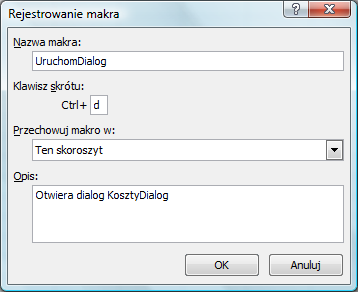 Rejestrowanie makra
Nazwa makra:
UruchomDialog
Klawisz skrótu:
Ctrl+ d
Przechowuj makro w:
Ten skoroszyt
Opis:
Otwiera dialog KosztyDialog
OK Anuluj